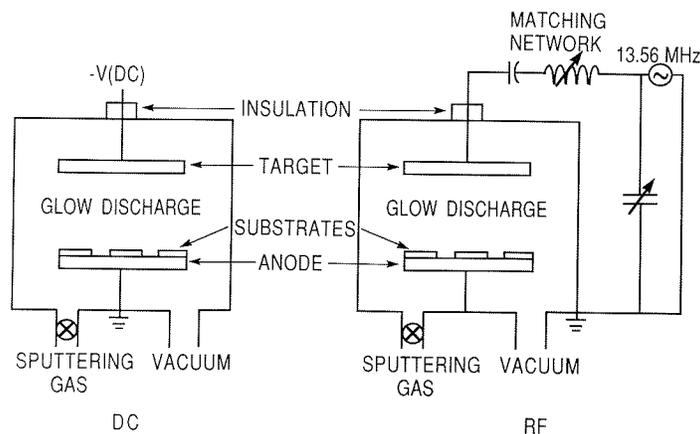 MATCHING
NETWORK
13.56 MHz
-V(DC)
INSULATION
TARGET
GLOW DISCHARGE
GLOW DISCHARGE
SUBSTRATES
ANODE
SPUTTERING
GAS
VACUUM
SPUTTERING
GAS
VACUUM
DC
RF